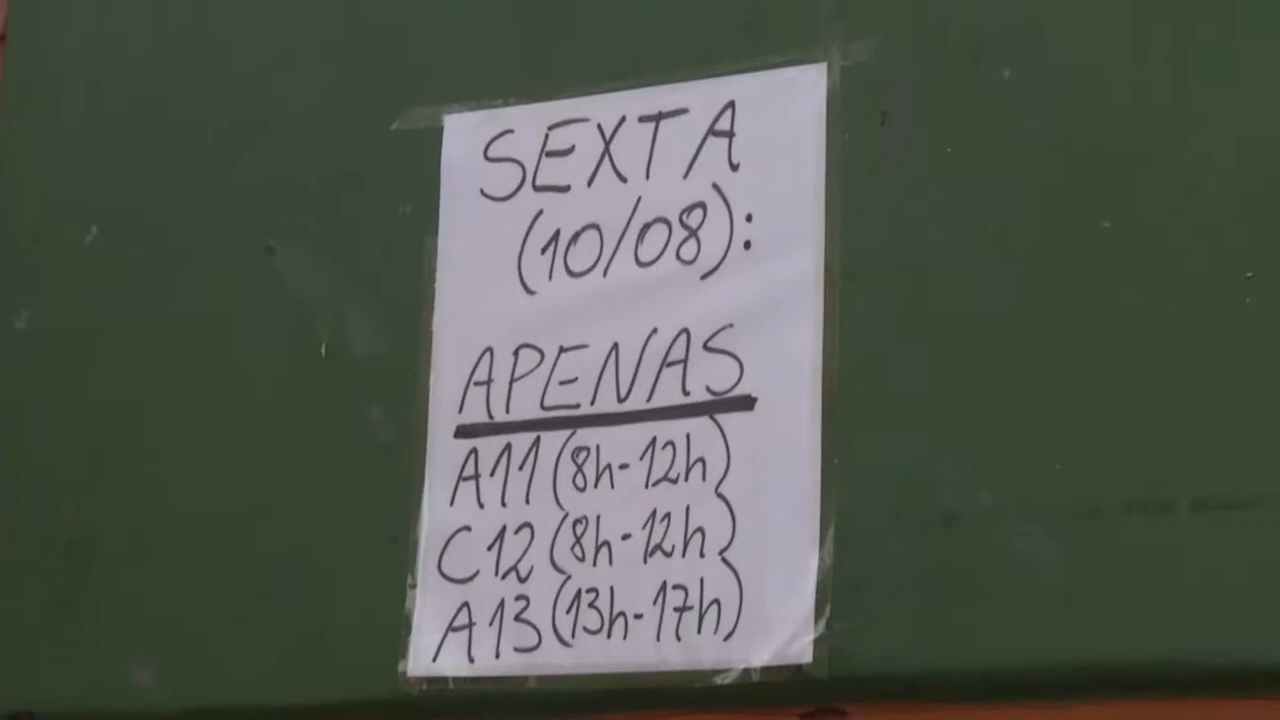 SEXTA
(10/08):
APENAS
A11 (8h-12h)
C12 (8h-12h)
A13 (13h-17h)